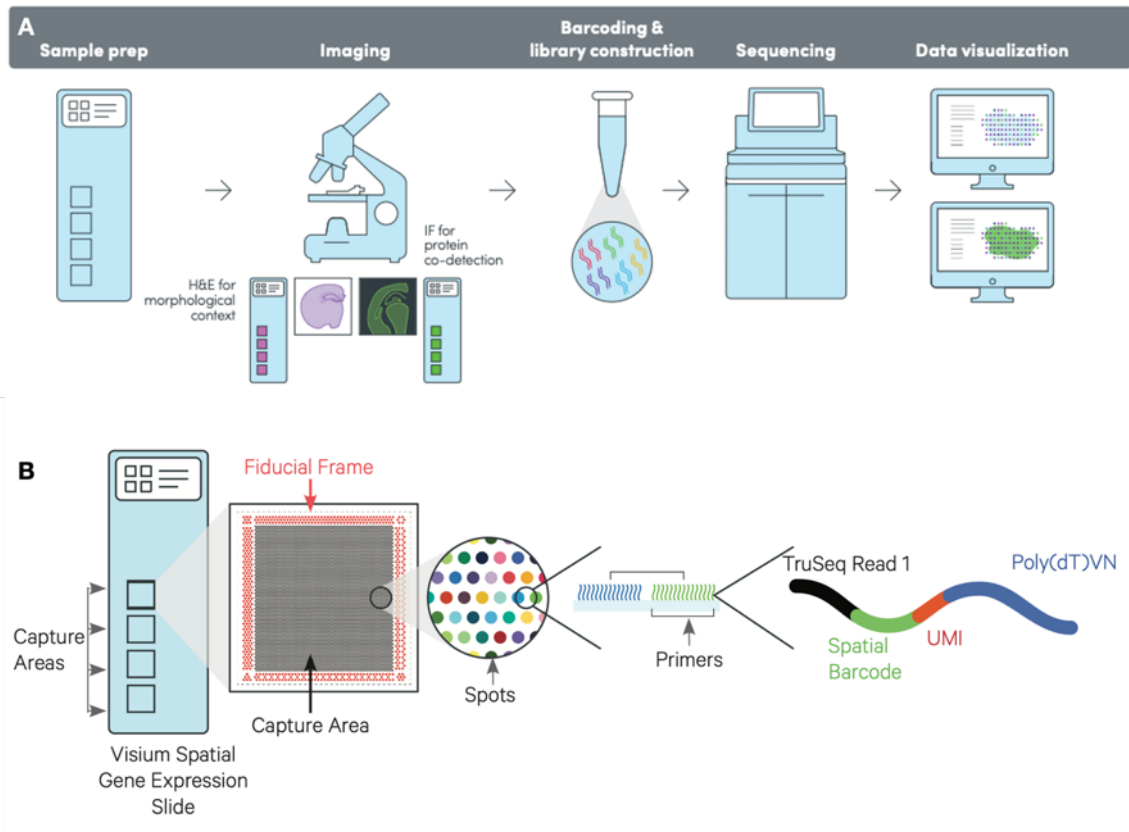 A
Sample prep
Imaging
Barcoding &
library construction
Sequencing
Data visualization
IF for
protein
co-detection
H&E for
morphological
context
B
Fiducial Frame
Capture
Areas
Capture Area
Visium Spatial
Gene Expression
Slide
Spots
Primers
TruSeq Read 1
Spatial
Barcode
UMI
Poly(dT)VN